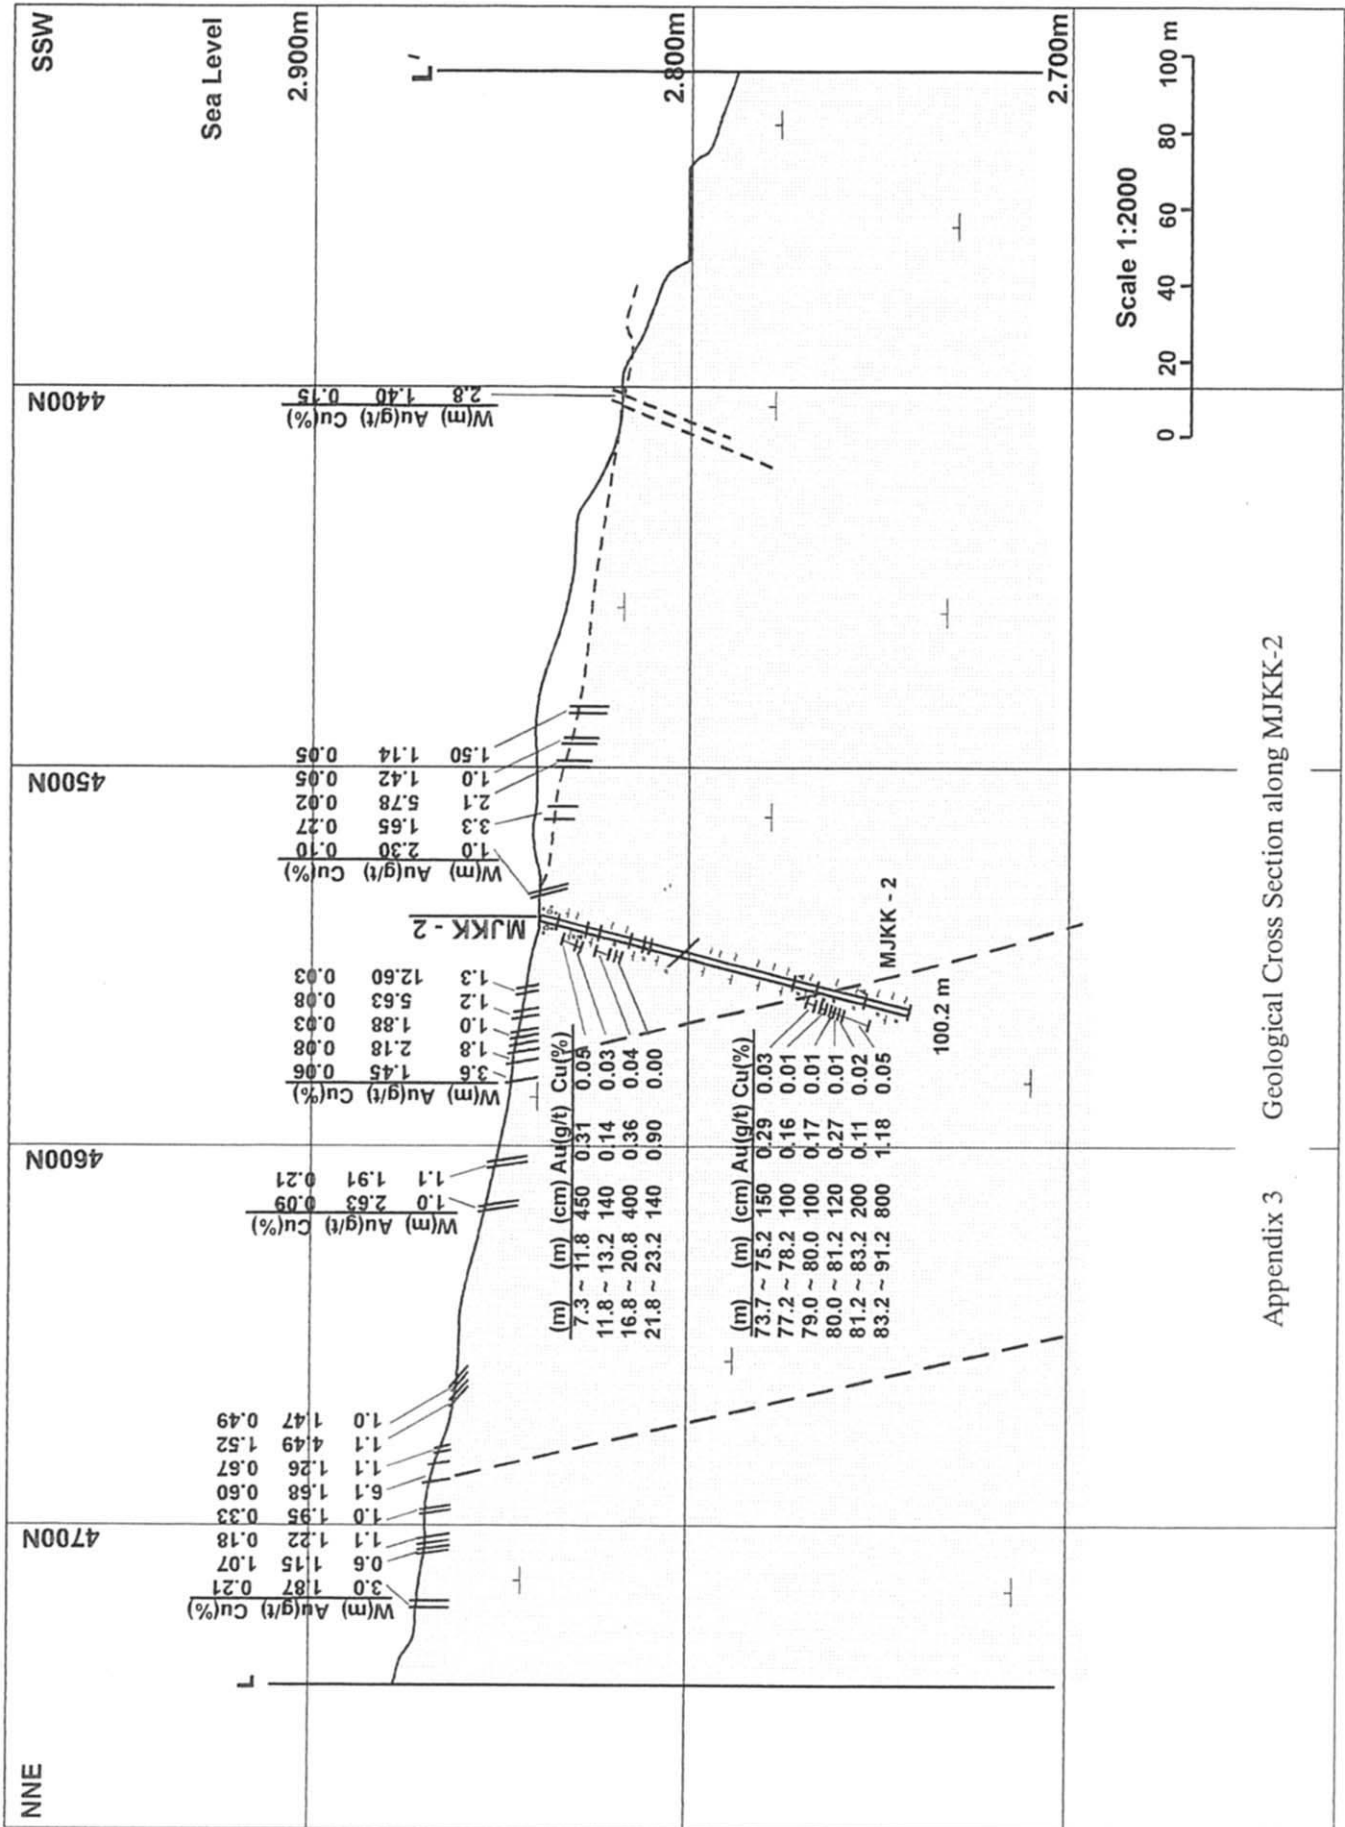 NNE
SSW
Sea Level
2.900m
2.800m
2.700m
L
L'
4700N
4600N
4500N
4400N
W(m) Au(g/t) Cu(%)
3.0 1.87 0.21
0.6 1.15 1.07
1.1 1.22 0.18
1.0 1.95 0.33
6.1 1.68 0.60
1.1 1.26 0.67
1.1 4.49 1.52
1.0 1.47 0.49
W(m) Au(g/t) Cu(%)
1.0 2.63 0.09
1.1 1.91 0.21
W(m) Au(g/t) Cu(%)
3.6 1.45 0.06
1.8 2.18 0.08
1.0 1.88 0.03
1.2 5.63 0.08
1.3 12.60 0.03
MJKK - 2
W(m) Au(g/t) Cu(%)
1.0 2.30 0.10
3.3 1.65 0.27
2.1 5.78 0.02
1.0 1.42 0.05
1.50 1.14 0.05
W(m) Au(g/t) Cu(%)
2.8 1.40 0.15
(m) (m) (cm) Au(g/t) Cu(%)
7.3 ~ 11.8 450 0.31 0.05
11.8 ~ 13.2 140 0.14 0.03
16.8 ~ 20.8 400 0.36 0.04
21.8 ~ 23.2 140 0.90 0.00
(m) (m) (cm) Au(g/t) Cu(%)
73.7 ~ 75.2 150 0.29 0.03
77.2 ~ 78.2 100 0.16 0.01
79.0 ~ 80.0 100 0.17 0.01
80.0 ~ 81.2 120 0.27 0.01
81.2 ~ 83.2 200 0.11 0.02
83.2 ~ 91.2 800 1.18 0.05
MJKK - 2
100.2 m
Scale 1:2000
0 20 40 60 80 100 m
Appendix 3 Geological Cross Section along MJKK-2